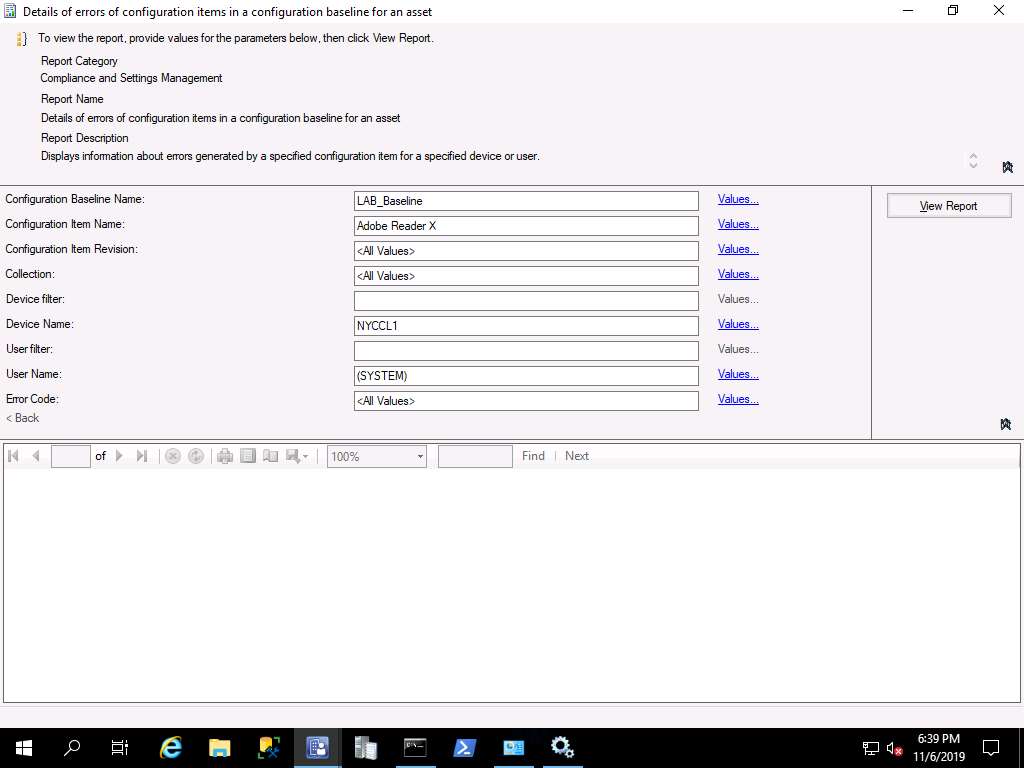 Details of errors of configuration items in a configuration baseline for an asset
To view the report, provide values for the parameters below, then click View Report.
Report Category
Compliance and Settings Management
Report Name
Details of errors of configuration items in a configuration baseline for an asset
Report Description
Displays information about errors generated by a specified configuration item for a specified device or user.
Configuration Baseline Name: LAB_Baseline Values... View Report
Configuration Item Name: Adobe Reader X Values...
Configuration Item Revision: <All Values> Values...
Collection: <All Values> Values...
Device filter: Values...
Device Name: NYCCL1 Values...
User filter: Values...
User Name: (SYSTEM) Values...
Error Code: <All Values> Values...
< Back
of 100% Find Next
6:39 PM
11/6/2019